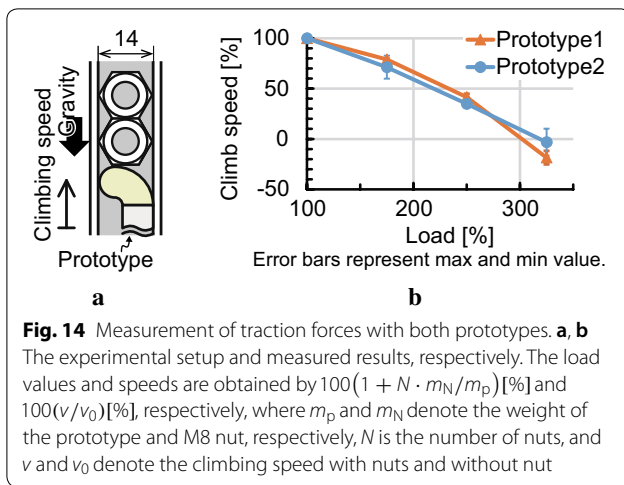 14
Climbing speed
Gravity
Prototype
a
b
Climb speed [%]
100
50
0
-50
100
200
300
Load [%]
Prototype1
Prototype2
Error bars represent max and min value.
Fig. 14 Measurement of traction forces with both prototypes. a, b
The experimental setup and measured results, respectively. The load
values and speeds are obtained by 100(1 + N · m_N/m_p)[%] and
100(v/v_0)[%], respectively, where m_p and m_N denote the weight of
the prototype and M8 nut, respectively, N is the number of nuts, and
v and v_0 denote the climbing speed with nuts and without nut